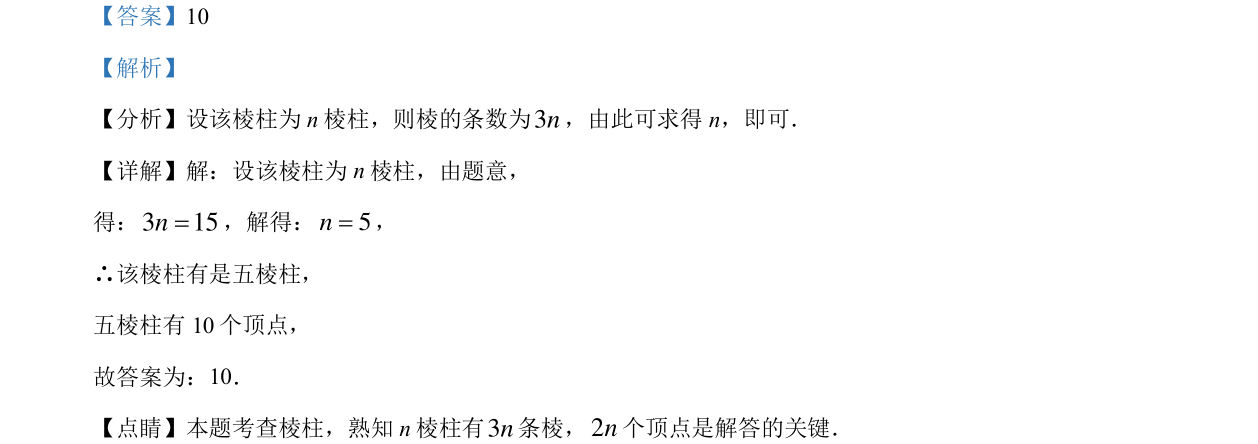 【答案】10
【解析】
【分析】设该棱柱为 n 棱柱，则棱的条数为3n，由此可求得 n，即可．
【详解】解：设该棱柱为 n 棱柱，由题意，
得：3n = 15，解得：n = 5，
∴该棱柱有是五棱柱，
五棱柱有 10 个顶点，
故答案为：10．
【点睛】本题考查棱柱，熟知 n 棱柱有3n条棱，2n 个顶点是解答的关键．